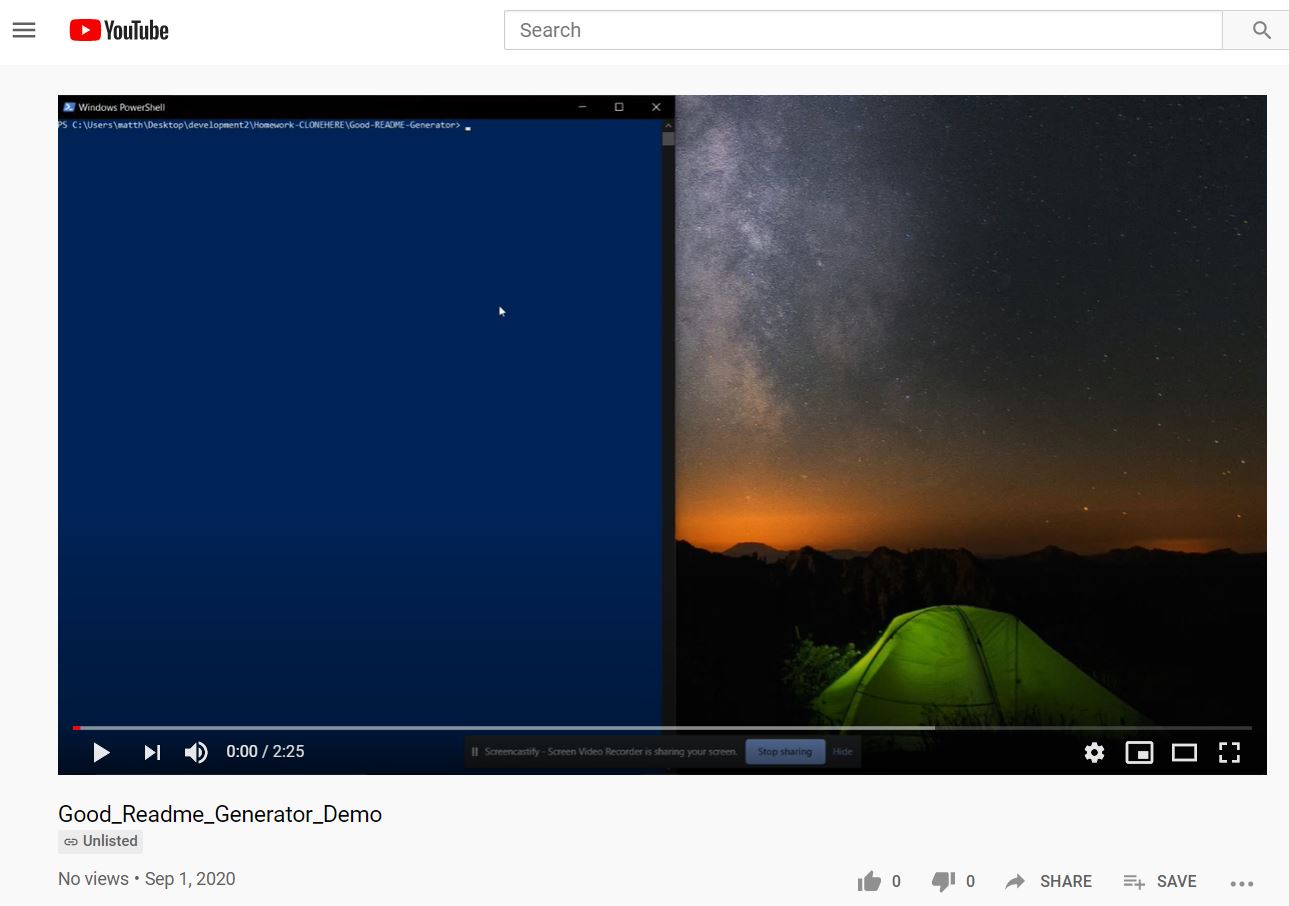 YouTube
Search
Windows PowerShell
PS C:\Users\matth\Desktop\development2\Homework-CLONEHERE\Good-README-Generator>
0:00 / 2:25
Screencastify - Screen Video Recorder is sharing your screen. Stop sharing Hide
Good_Readme_Generator_Demo
Unlisted
No views • Sep 1, 2020
0 0 SHARE SAVE